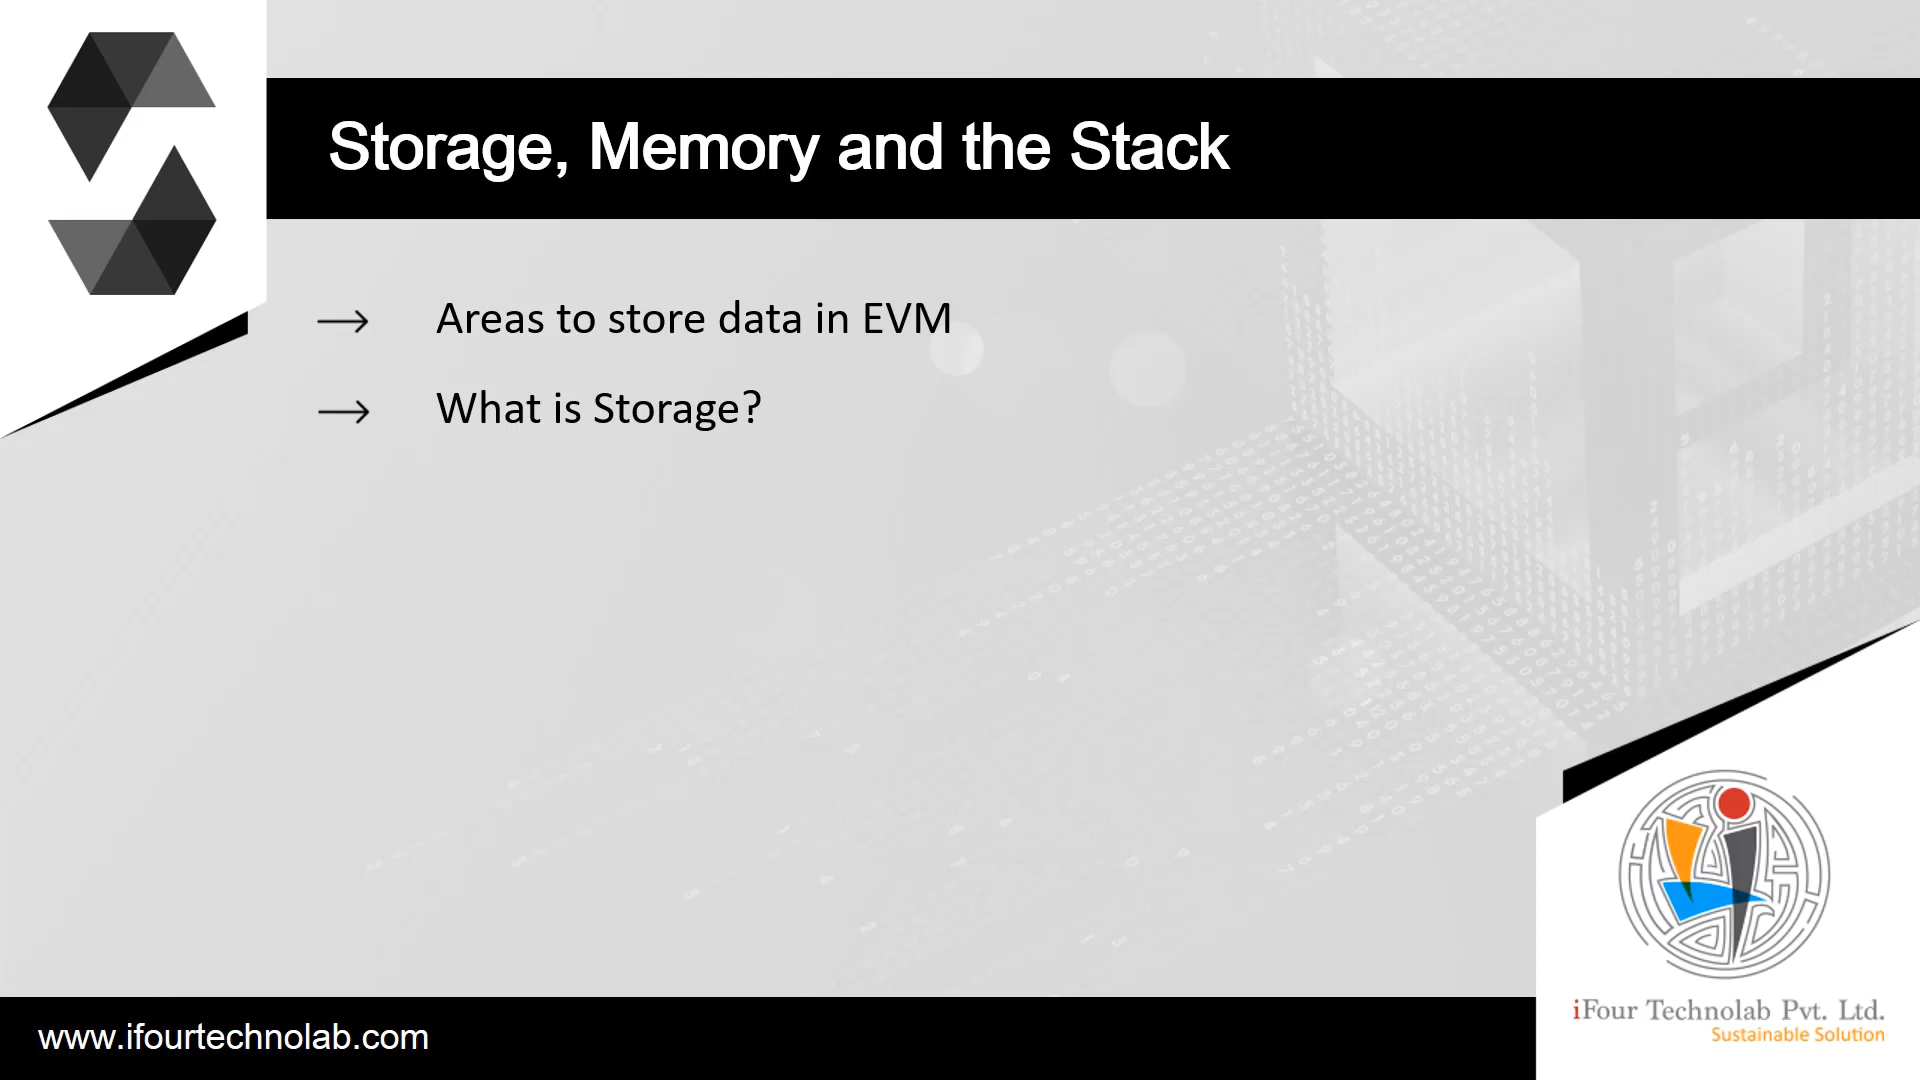 Storage, Memory and the Stack
Areas to store data in EVM
What is Storage?
www.ifourtechnolab.com
iFour Technolab Pvt. Ltd.
Sustainable Solution